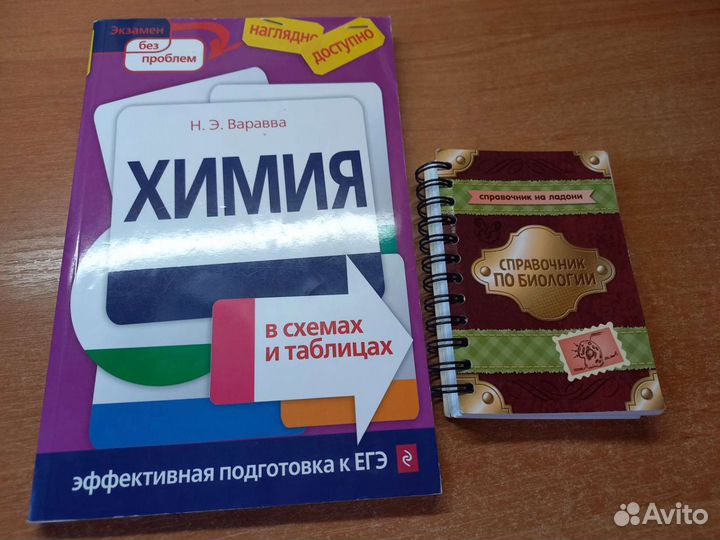 Экзамен
без
проблем
наглядно
доступно
Н. Э. Варавва
ХИМИЯ
в схемах
и таблицах
эффективная подготовка к ЕГЭ
справочник на ладони
СПРАВОЧНИК
ПО БИОЛОГИИ
Avito